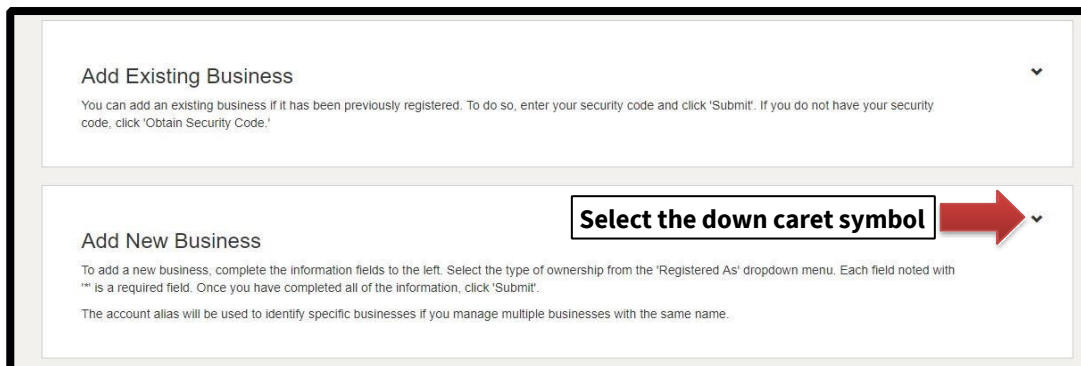 Add Existing Business
You can add an existing business if it has been previously registered. To do so, enter your security code and click 'Submit'. If you do not have your security
code, click 'Obtain Security Code.'
Select the down caret symbol
Add New Business
To add a new business, complete the information fields to the left. Select the type of ownership from the 'Registered As' dropdown menu. Each field noted with
'*' is a required field. Once you have completed all of the information, click 'Submit'.
The account alias will be used to identify specific businesses if you manage multiple businesses with the same name.